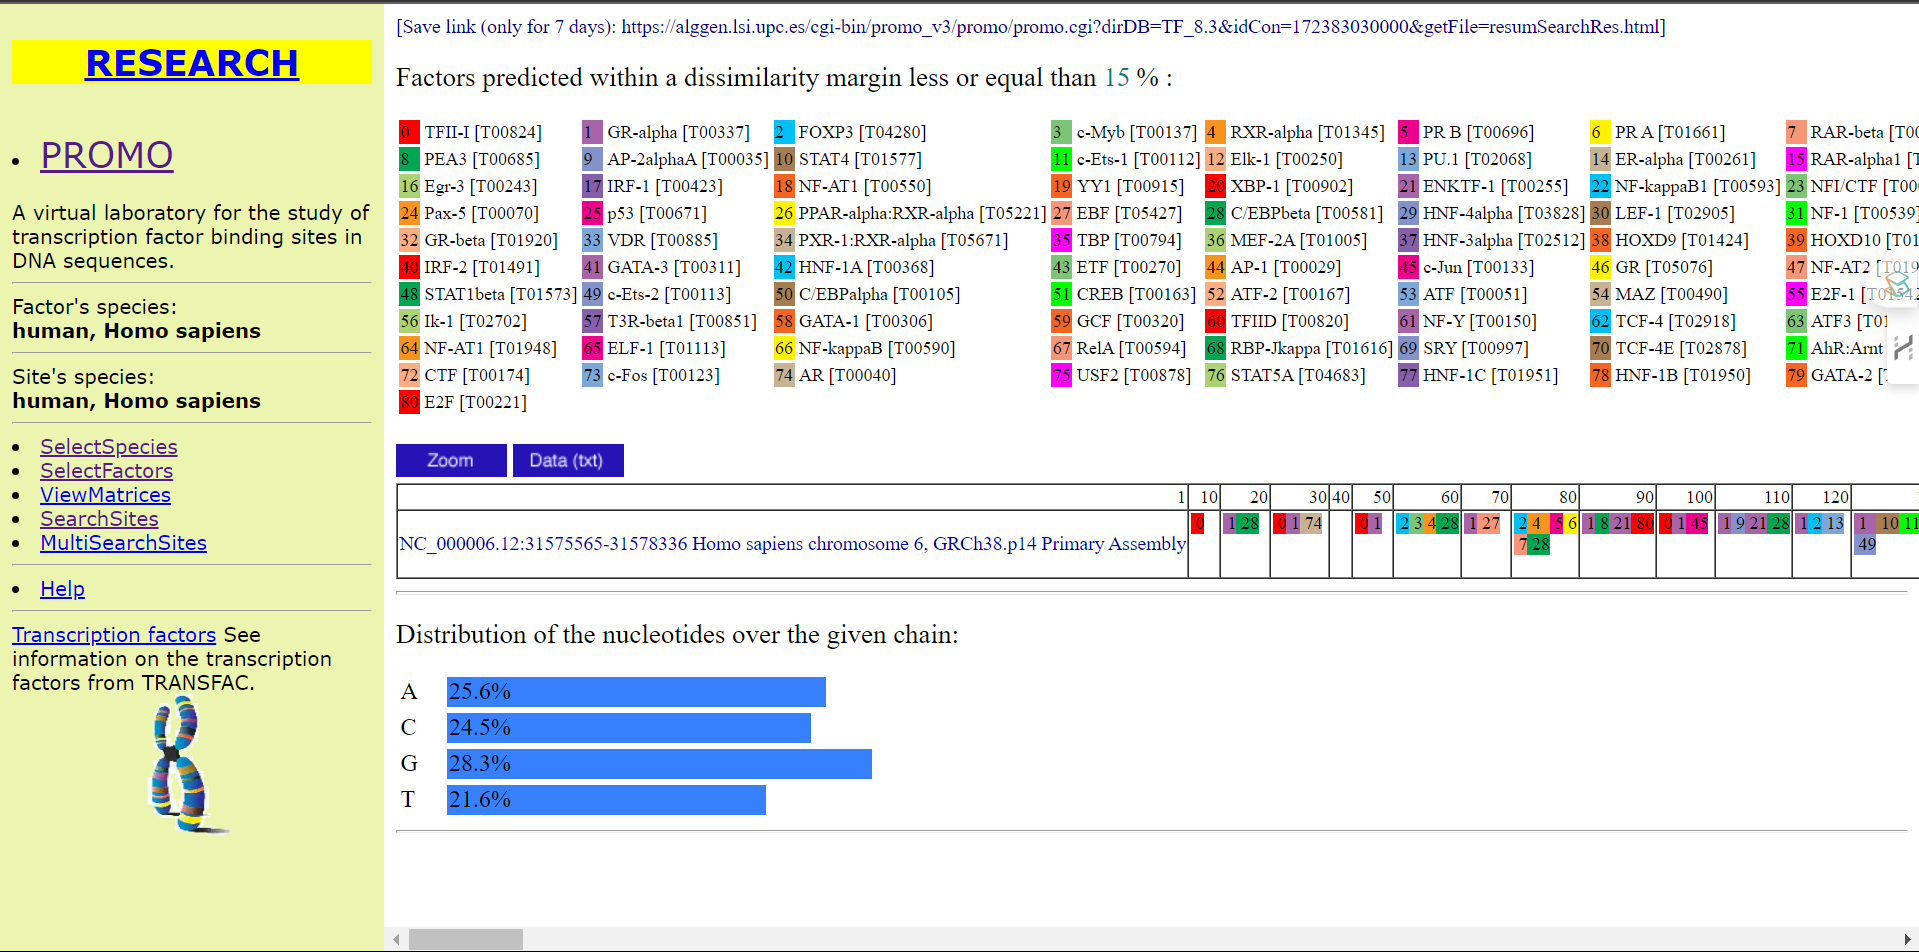 RESEARCH
PROMO
A virtual laboratory for the study of
transcription factor binding sites in
DNA sequences.
Factor's species:
human, Homo sapiens
Site's species:
human, Homo sapiens
SelectSpecies
SelectFactors
ViewMatrices
SearchSites
MultiSearchSites
Help
Transcription factors See
information on the transcription
factors from TRANSFAC.
[Save link (only for 7 days): https://alggen.lsi.upc.es/cgi-bin/promo_v3/promo/promo.cgi?dirDB=TF_8.3&idCon=172383030000&getFile=resumSearchRes.html]
Factors predicted within a dissimilarity margin less or equal than 15 % :
0 TFII-I [T00824] 1 GR-alpha [T00337] 2 FOXP3 [T04280] 3 c-Myb [T00137] 4 RXR-alpha [T01345] 5 PR B [T00696] 6 PR A [T01661] 7 RAR-beta [T00
8 PEA3 [T00685] 9 AP-2alphaA [T00035] 10 STAT4 [T01577] 11 c-Ets-1 [T00112] 12 Elk-1 [T00250] 13 PU.1 [T02068] 14 ER-alpha [T00261] 15 RAR-alpha1 [T
16 Egr-3 [T00243] 17 IRF-1 [T00423] 18 NF-AT1 [T00550] 19 YY1 [T00915] 20 XBP-1 [T00902] 21 ENKTF-1 [T00255] 22 NF-kappaB1 [T00593] 23 NFI/CTF [T00
24 Pax-5 [T00070] 25 p53 [T00671] 26 PPAR-alpha:RXR-alpha [T05221] 27 EBF [T05427] 28 C/EBPbeta [T00581] 29 HNF-4alpha [T03828] 30 LEF-1 [T02905] 31 NF-1 [T00539]
32 GR-beta [T01920] 33 VDR [T00885] 34 PXR-1:RXR-alpha [T05671] 35 TBP [T00794] 36 MEF-2A [T01005] 37 HNF-3alpha [T02512] 38 HOXD9 [T01424] 39 HOXD10 [T01
40 IRF-2 [T01491] 41 GATA-3 [T00311] 42 HNF-1A [T00368] 43 ETF [T00270] 44 AP-1 [T00029] 45 c-Jun [T00133] 46 GR [T05076] 47 NF-AT2 [T019
48 STAT1beta [T01573] 49 c-Ets-2 [T00113] 50 C/EBPalpha [T00105] 51 CREB [T00163] 52 ATF-2 [T00167] 53 ATF [T00051] 54 MAZ [T00490] 55 E2F-1
56 Ik-1 [T02702] 57 T3R-beta1 [T00851] 58 GATA-1 [T00306] 59 GCF [T00320] 60 TFIID [T00820] 61 NF-Y [T00150] 62 TCF-4 [T02918] 63 ATF3 [T01
64 NF-AT1 [T01948] 65 ELF-1 [T01113] 66 NF-kappaB [T00590] 67 RelA [T00594] 68 RBP-Jkappa [T01616] 69 SRY [T00997] 70 TCF-4E [T02878] 71 AhR:Arnt
72 CTF [T00174] 73 c-Fos [T00123] 74 AR [T00040] 75 USF2 [T00878] 76 STAT5A [T04683] 77 HNF-1C [T01951] 78 HNF-1B [T01950] 79 GATA-2 [
80 E2F [T00221]
Zoom Data (txt)
1 10 20 30 40 50 60 70 80 90 100 110 120
0 1 28 0 1 74 0 1 2 3 4 28 1 27 2 4 5 6 1 8 21 80 0 1 45 1 9 21 28 1 2 13 1 10 11
NC_000006.12:31575565-31578336 Homo sapiens chromosome 6, GRCh38.p14 Primary Assembly 7 28 49
Distribution of the nucleotides over the given chain:
A 25.6%
C 24.5%
G 28.3%
T 21.6%